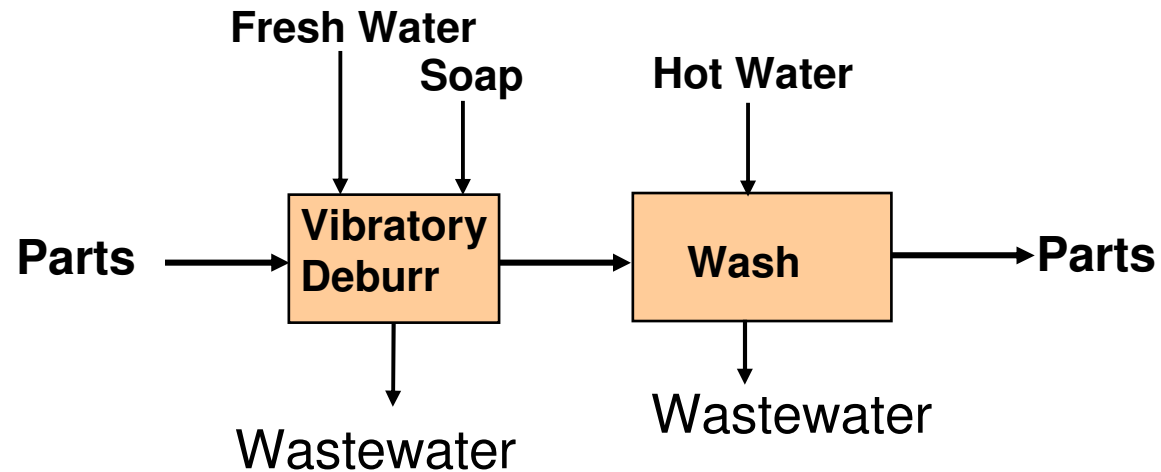 Fresh Water
Soap
Hot Water
Parts
Vibratory
Deburr
Wash
Parts
Wastewater
Wastewater